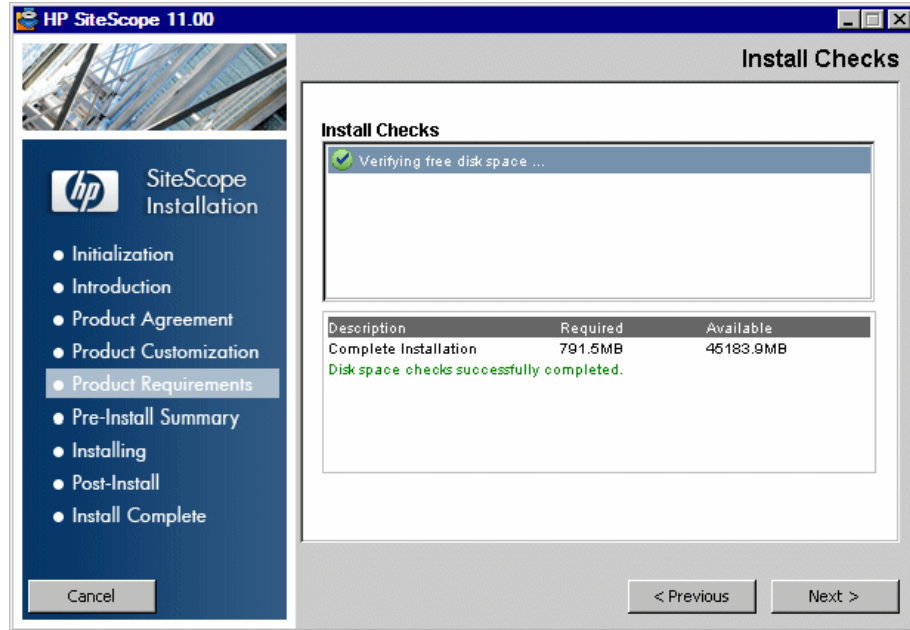 HP SiteScope 11.00
Install Checks
hp
SiteScope
Installation
Initialization
Introduction
Product Agreement
Product Customization
Product Requirements
Pre-Install Summary
Installing
Post-Install
Install Complete
Install Checks
Verifying free disk space ...
Description Required Available
Complete Installation 791.5MB 45183.9MB
Disk space checks successfully completed.
Cancel
< Previous
Next >